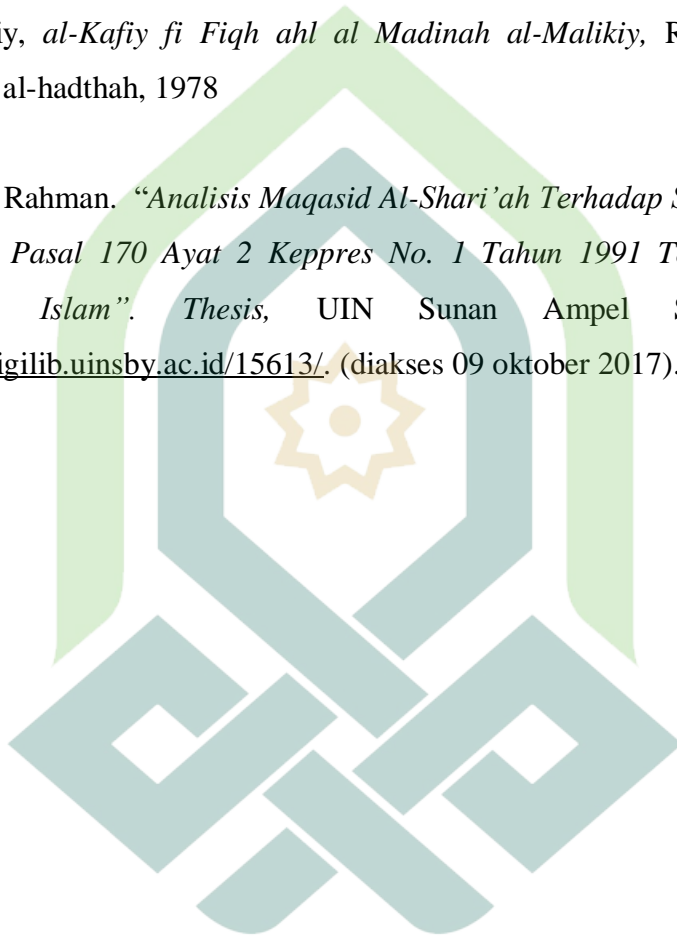 iy, al-Kafiy fi Fiqh ahl al Madinah al-Malikiy, R
al-hadthah, 1978
Rahman. “Analisis Maqasid Al-Shari’ah Terhadap S
Pasal 170 Ayat 2 Keppres No. 1 Tahun 1991 T
Islam”. Thesis, UIN Sunan Ampel S
igilib.uinsby.ac.id/15613/. (diakses 09 oktober 2017).